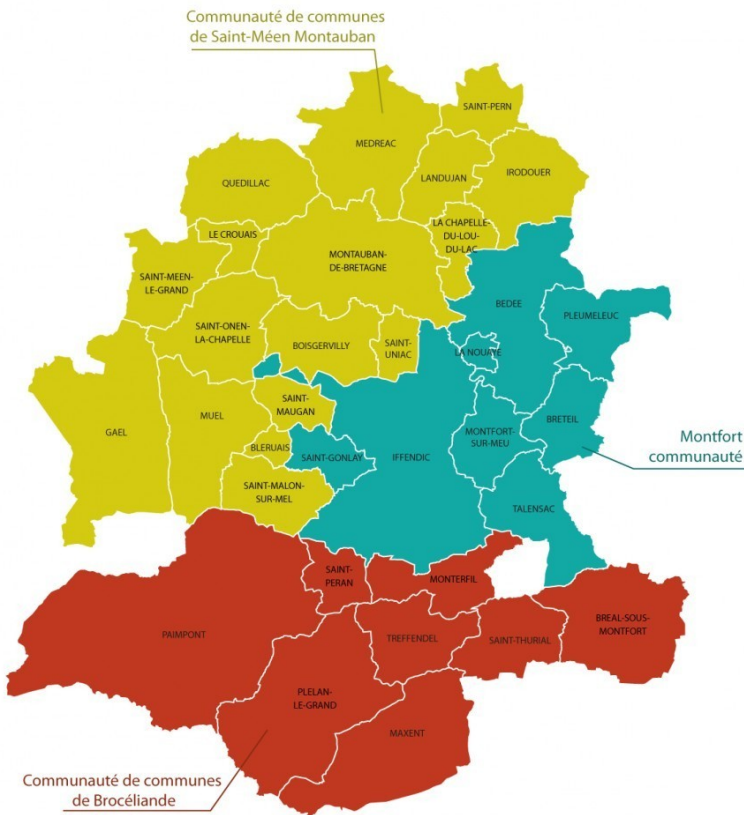 Communauté de communes
de Saint-Méen Montauban
SAINT-PERN
MEDREAC
IRODOUER
LANDUJAN
QUEDILLAC
LA CHAPELLE-
DU-LOU-
DU-LAC
LE CROUAIS
MONTAUBAN-
DE-BRETAGNE
SAINT-MEEN-
LE-GRAND
BEDEE
PLEUMELEUC
SAINT-ONEN-
LA-CHAPELLE
BOISGERVILLY
SAINT-
UNIAC
LA NOUAYE
SAINT-
MAUGAN
GAEL
MUEL
BRETEIL
MONTFORT-
SUR-MEU
Montfort
communauté
BLERUAIS
SAINT-GONLAY
IFFENDIC
SAINT-MALON-
SUR-MEL
TALENSAC
SAINT-
PERAN
MONTERFIL
PAIMPONT
TREFFENDEL
SAINT-THURIAL
BREAL-SOUS-
MONTFORT
PLELAN-
LE-GRAND
MAXENT
Communauté de communes
de Brocéliande